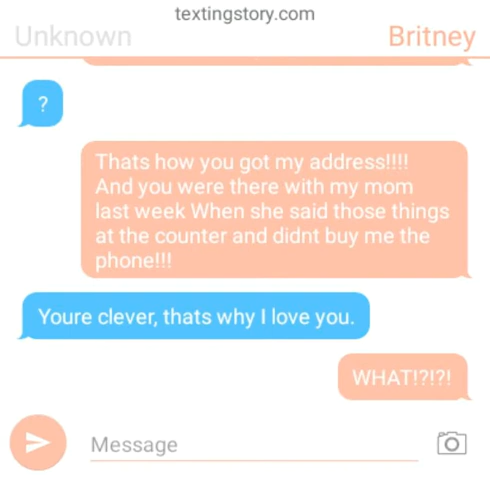 textingstory.com
Unknown
Britney
?
Thats how you got my address!!!!
And you were there with my mom
last week When she said those things
at the counter and didnt buy me the
phone!!!
Youre clever, thats why I love you.
WHAT!?!?!
Message